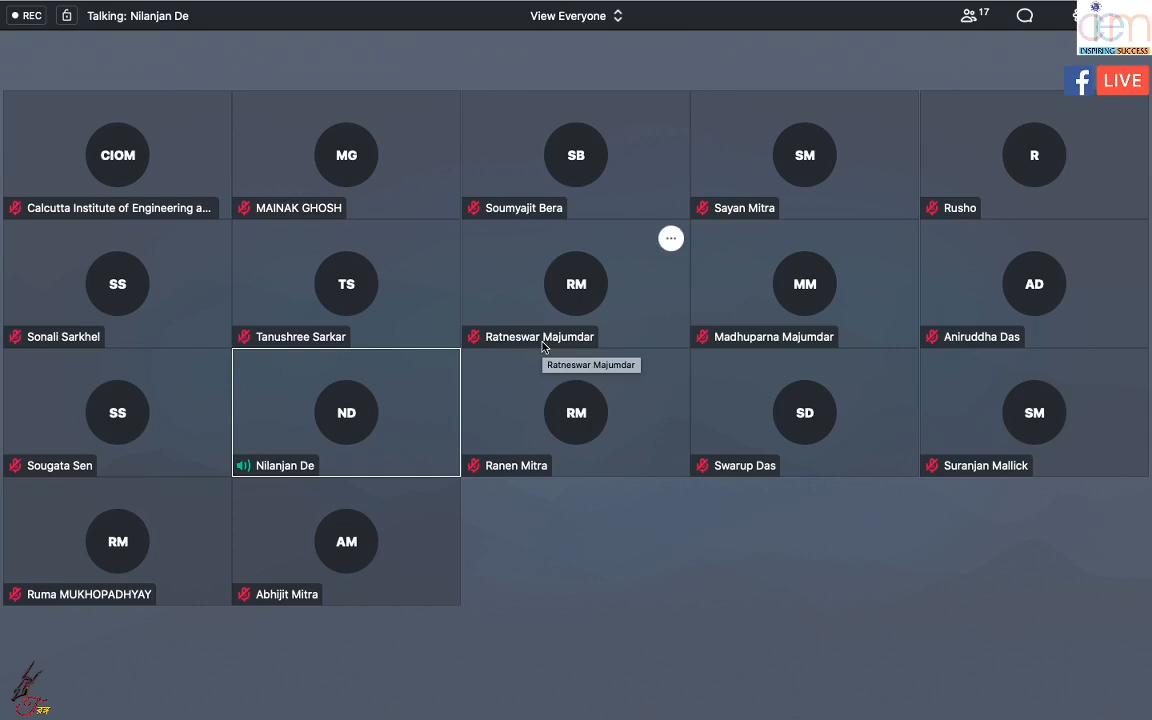 REC
Talking: Nilanjan De
View Everyone
17
INSPIRING SUCCESS
f LIVE
CIOM
MG
SB
SM
R
Calcutta Institute of Engineering a...
MAINAK GHOSH
Soumyajit Bera
Sayan Mitra
Rusho
SS
TS
RM
MM
AD
Sonali Sarkhel
Tanushree Sarkar
Ratneswar Majumdar
Madhuparna Majumdar
Aniruddha Das
Ratneswar Majumdar
SS
ND
RM
SD
SM
Sougata Sen
Nilanjan De
Ranen Mitra
Swarup Das
Suranjan Mallick
RM
AM
Ruma MUKHOPADHYAY
Abhijit Mitra